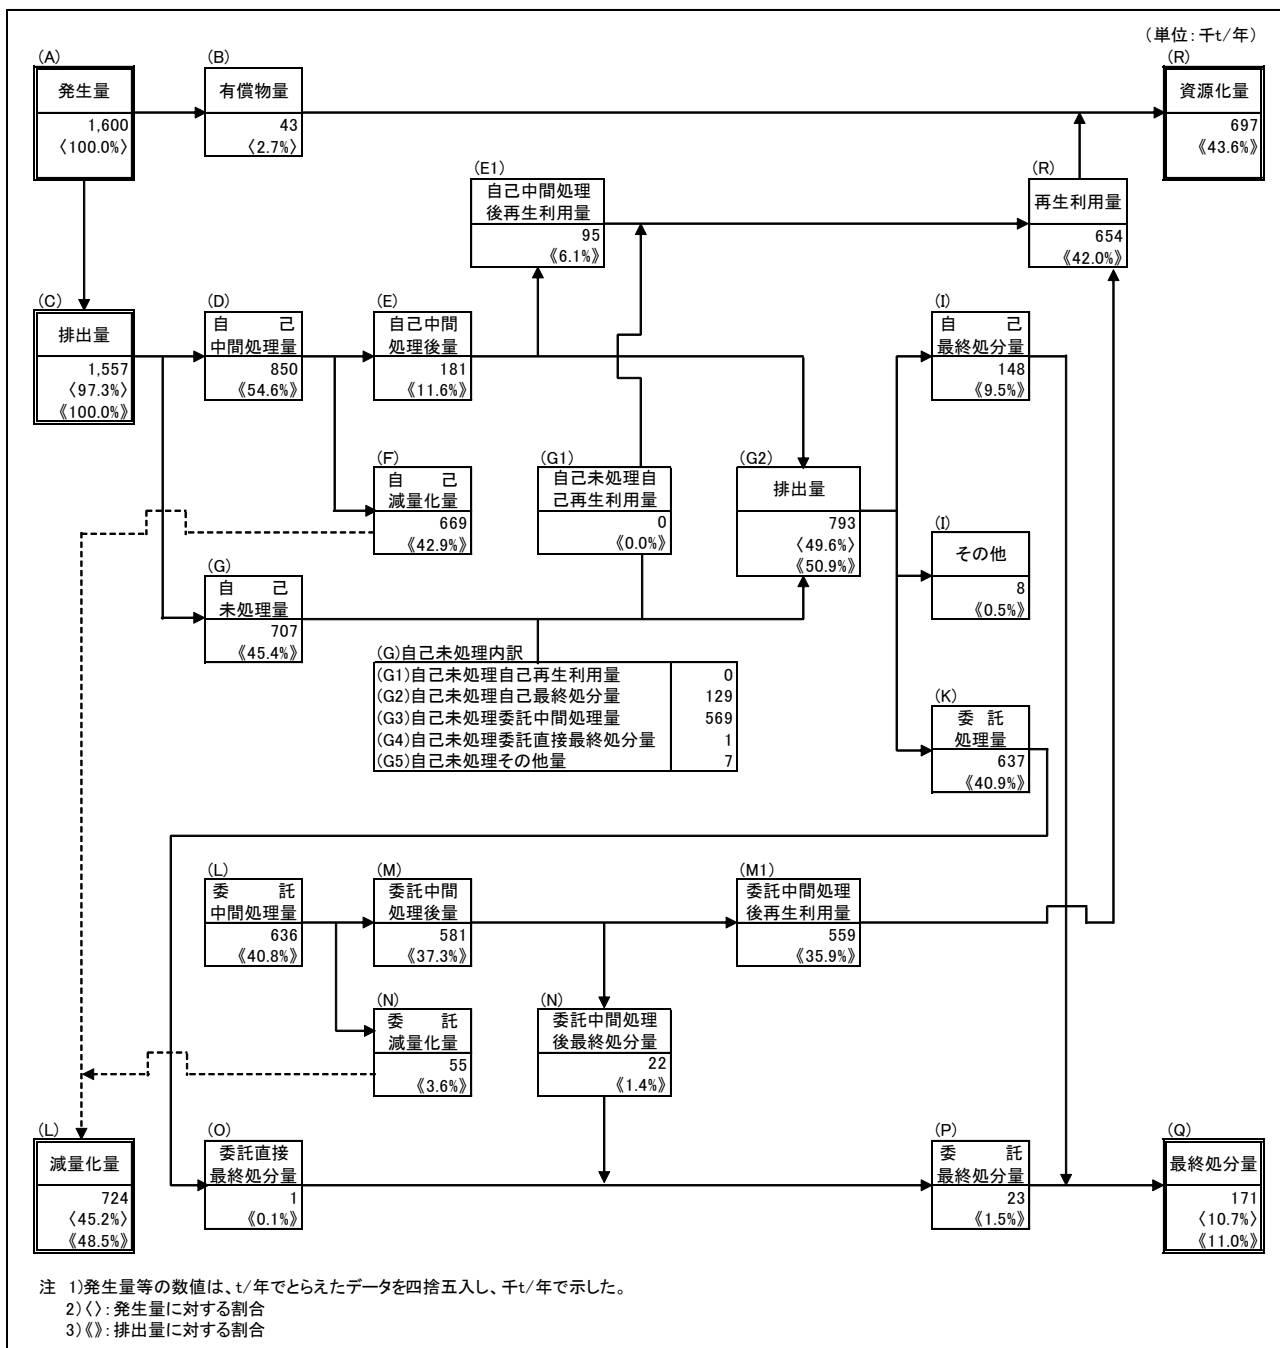 (単位:千t/年)
(A)
発生量
1,600
〈100.0%〉
(B)
有償物量
43
〈2.7%〉
(R)
資源化量
697
《43.6%》
(E1)
自己中間処理
後再生利用量
95
《6.1%》
(R)
再生利用量
654
《42.0%》
(C)
排出量
1,557
〈97.3%〉
《100.0%》
(D)
自 己
中間処理量
850
《54.6%》
(E)
自己中間
処理後量
181
《11.6%》
(I)
自 己
最終処分量
148
《9.5%》
(F)
自 己
減量化量
669
《42.9%》
(G1)
自己未処理自
己再生利用量
0
《0.0%》
(G2)
排出量
793
〈49.6%〉
《50.9%》
(I)
その他
8
《0.5%》
(G)
自 己
未処理量
707
《45.4%》
(G)自己未処理内訳
(G1)自己未処理自己再生利用量 0
(G2)自己未処理自己最終処分量 129
(G3)自己未処理委託中間処理量 569
(G4)自己未処理委託直接最終処分量 1
(G5)自己未処理その他量 7
(K)
委 託
処理量
637
《40.9%》
(L)
委 託
中間処理量
636
《40.8%》
(M)
委託中間
処理後量
581
《37.3%》
(M1)
委託中間処理
後再生利用量
559
《35.9%》
(N)
委 託
減量化量
55
《3.6%》
(N)
委託中間処理
後最終処分量
22
《1.4%》
(L)
減量化量
724
〈45.2%〉
《48.5%》
(O)
委託直接
最終処分量
1
《0.1%》
(P)
委 託
最終処分量
23
《1.5%》
(Q)
最終処分量
171
〈10.7%〉
《11.0%》
注 1)発生量等の数値は、t/年でとらえたデータを四捨五入し、千t/年で示した。
2)〈〉:発生量に対する割合
3)《》:排出量に対する割合